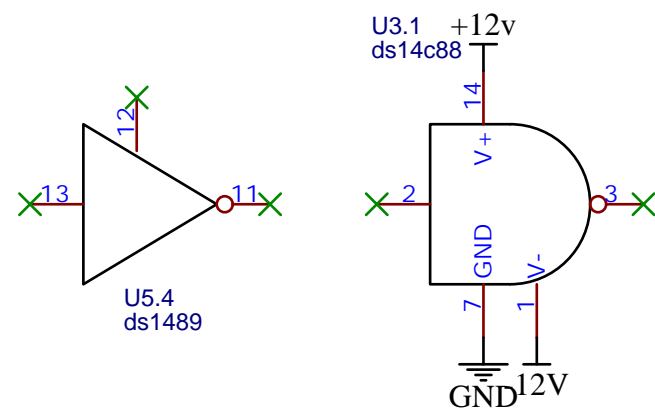 U3.1 +12v
ds14c88
14
V+
12
13
11
2
3
GND
V-
7
1
U5.4
ds1489
GND
12V